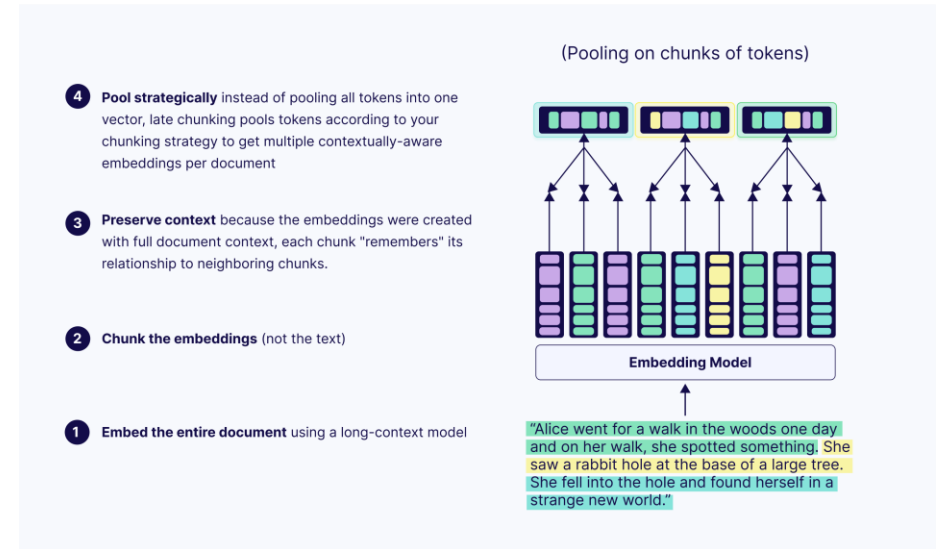 (Pooling on chunks of tokens)
4 Pool strategically instead of pooling all tokens into one
vector, late chunking pools tokens according to your
chunking strategy to get multiple contextually-aware
embeddings per document
3 Preserve context because the embeddings were created
with full document context, each chunk "remembers" its
relationship to neighboring chunks.
2 Chunk the embeddings (not the text)
1 Embed the entire document using a long-context model
Embedding Model
“Alice went for a walk in the woods one day
and on her walk, she spotted something. She
saw a rabbit hole at the base of a large tree.
She fell into the hole and found herself in a
strange new world.”